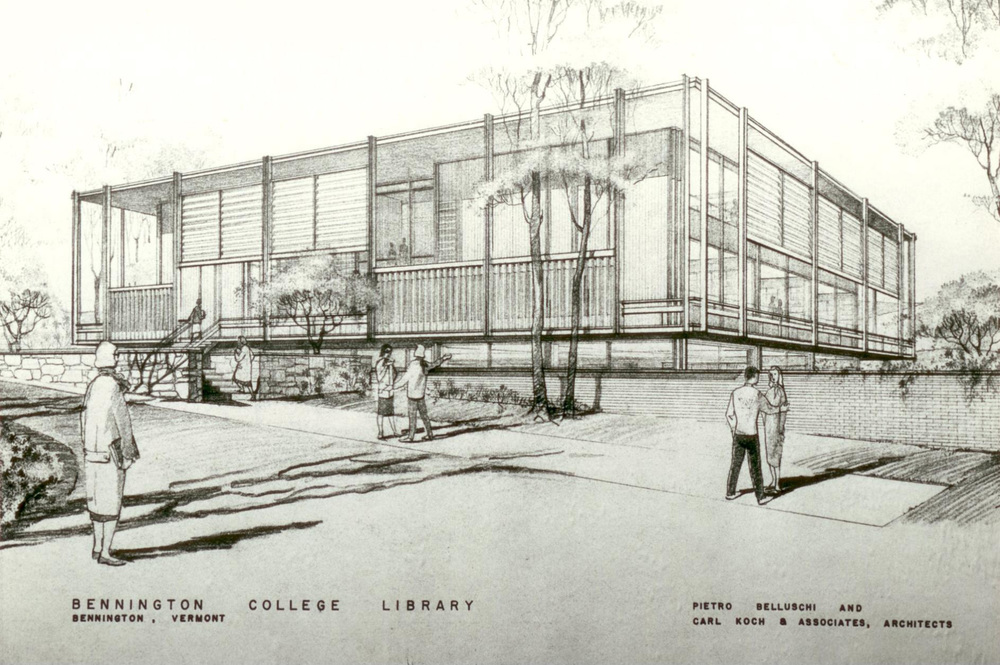 BENNINGTON COLLEGE LIBRARY
BENNINGTON, VERMONT
PIETRO BELLUSCHI AND
CARL KOCH & ASSOCIATES, ARCHITECTS